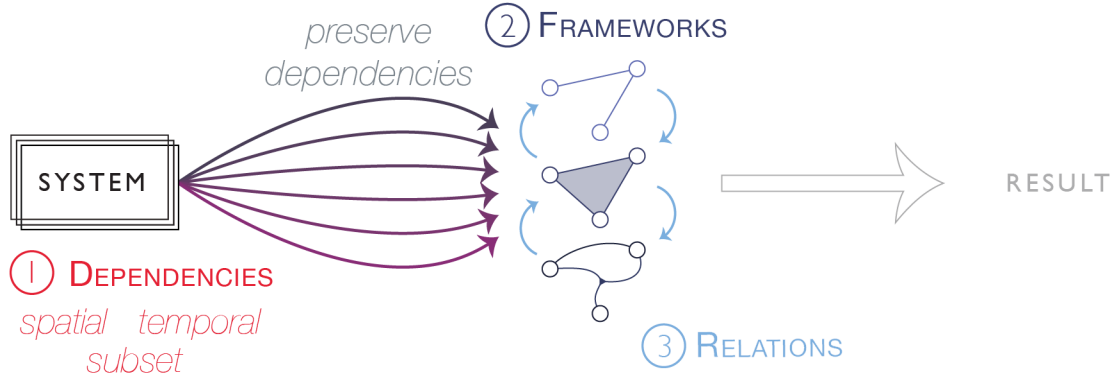 preserve
dependencies
② FRAMEWORKS
SYSTEM
① DEPENDENCIES
spatial temporal
subset
③ RELATIONS
RESULT